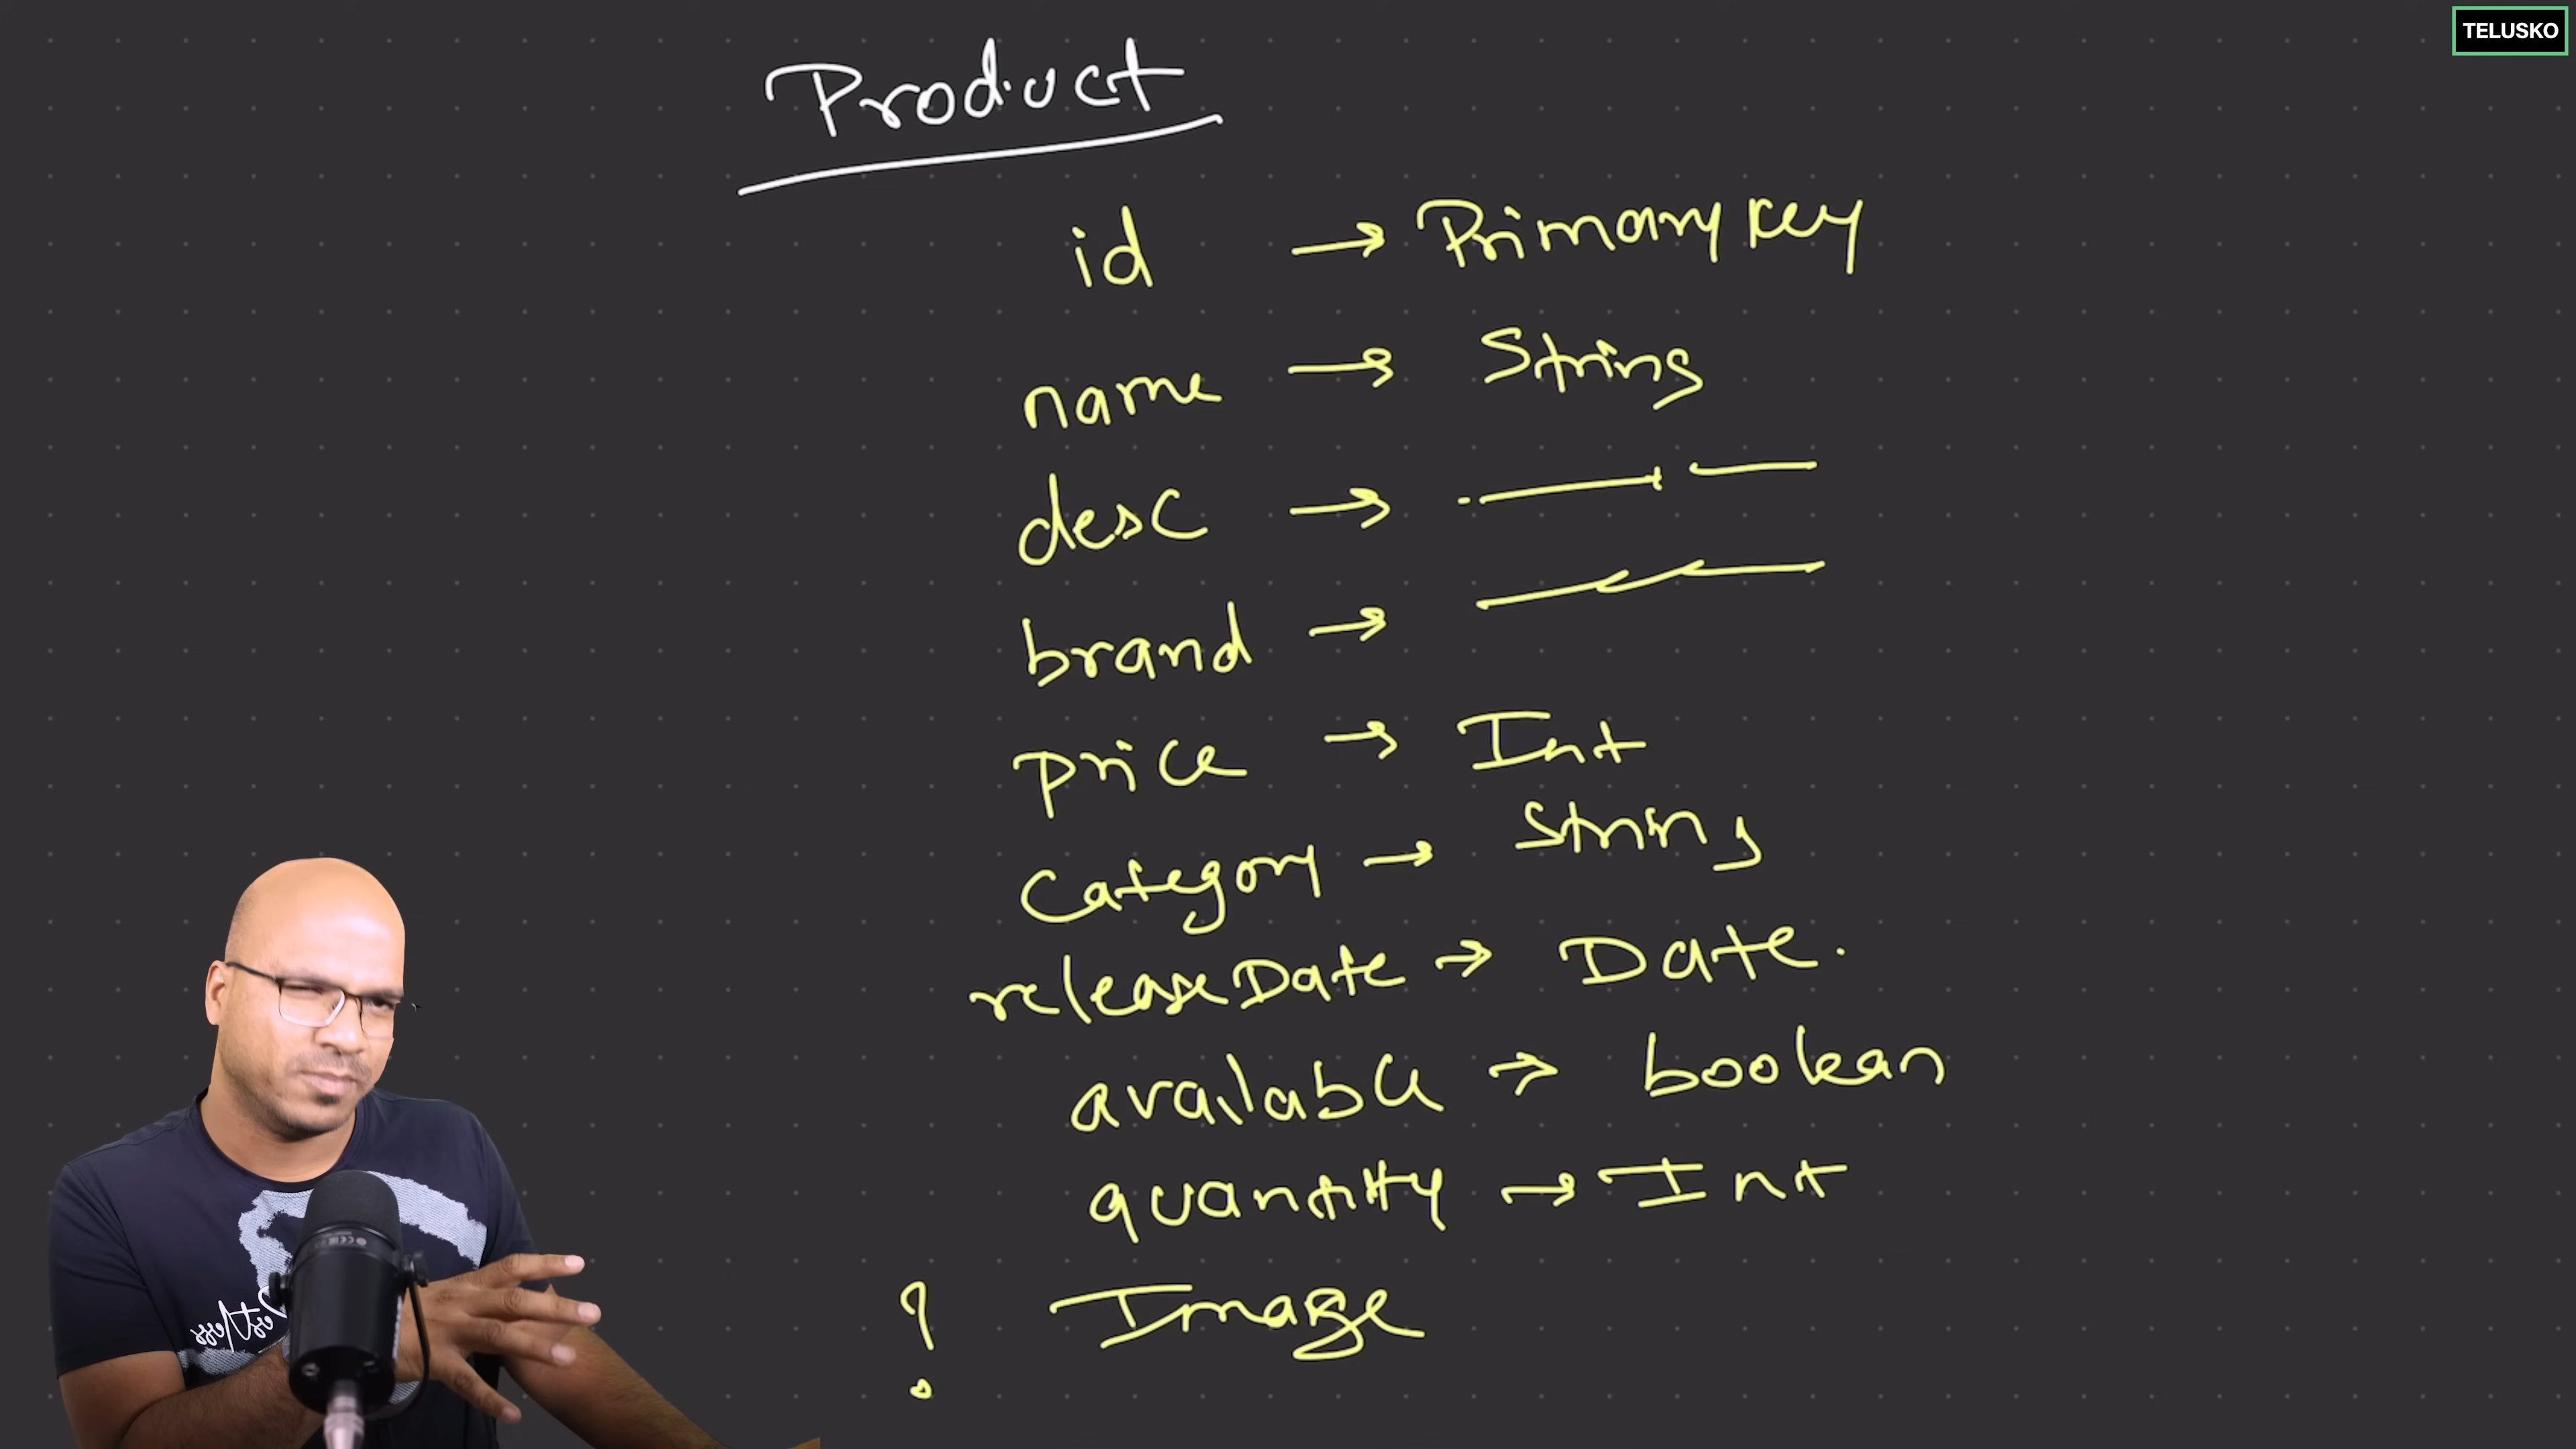 TELUSKO
Product
id → Primary key
name → String
desc →
brand →
price → Int
Category → String
releaseDate → Date.
available → boolean
quantity → Int
? Image